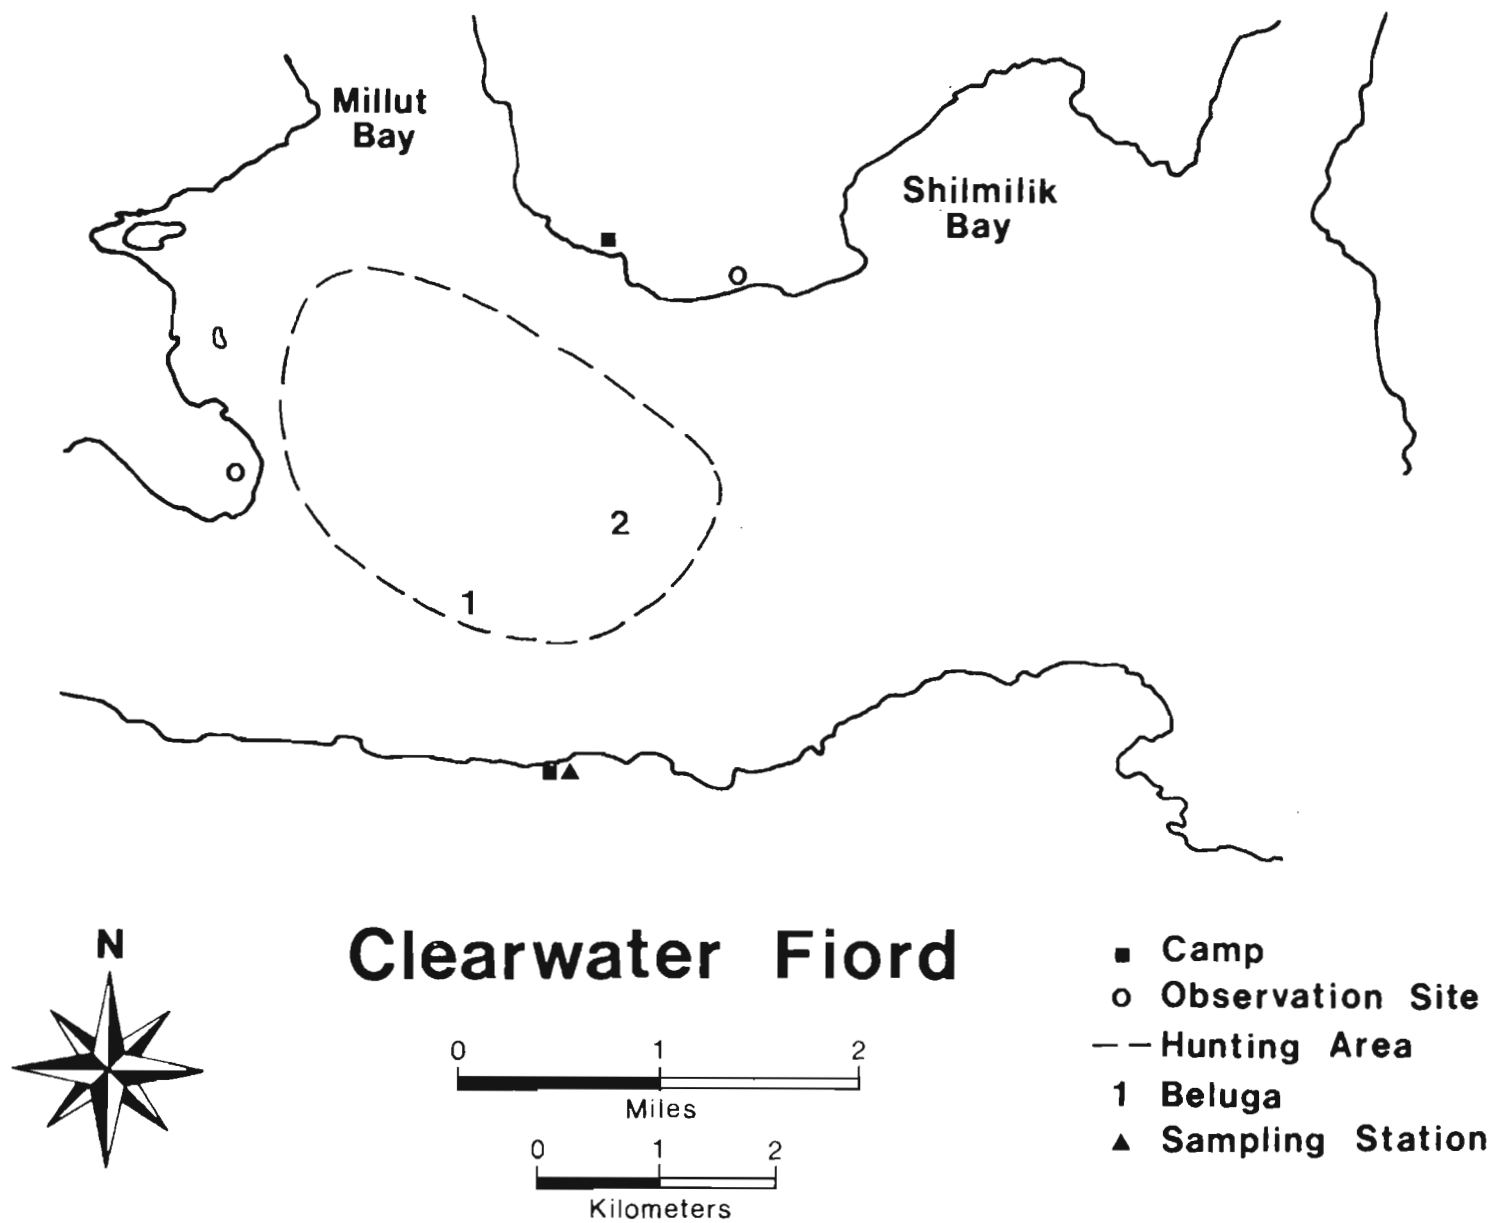 Millut
Bay
Shilmilik
Bay
2
1
N
Clearwater Fiord
0 1 2
Miles
0 1 2
Kilometers
Camp
Observation Site
Hunting Area
1 Beluga
Sampling Station